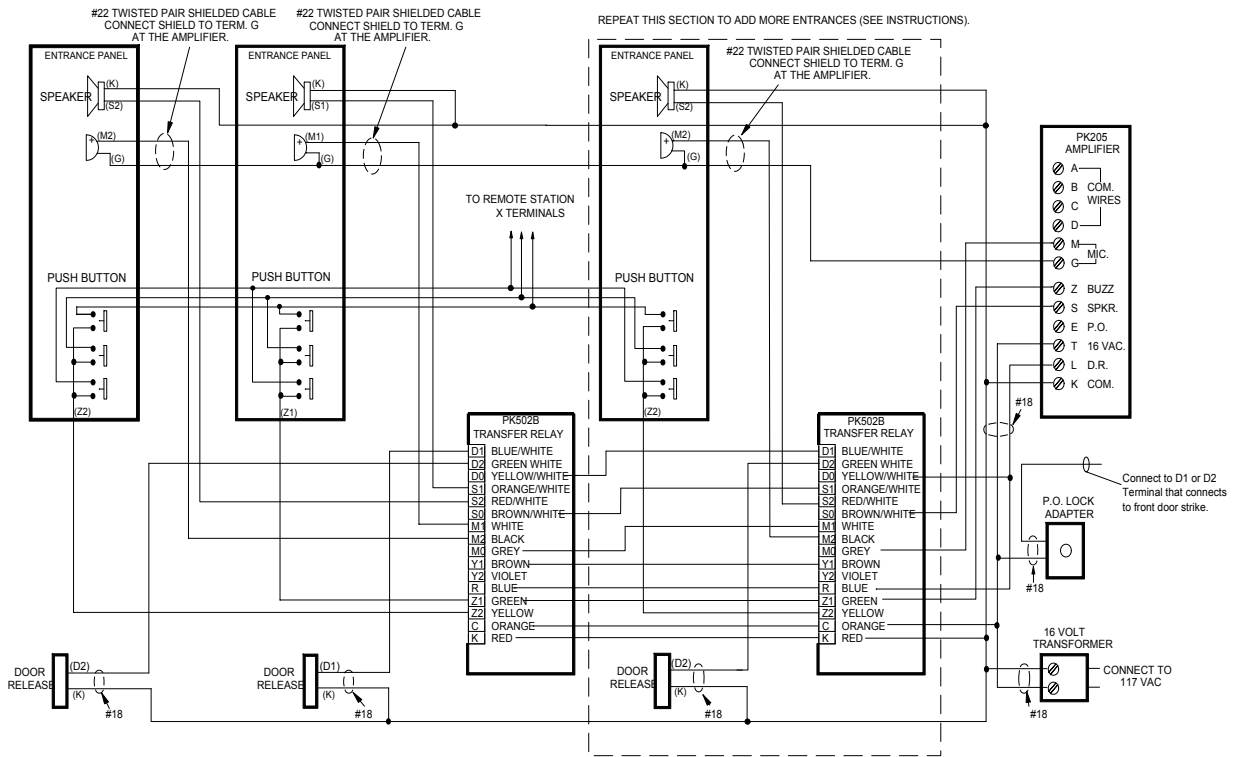 #22 TWISTED PAIR SHIELDED CABLE
CONNECT SHIELD TO TERM. G
AT THE AMPLIFIER.
#22 TWISTED PAIR SHIELDED CABLE
CONNECT SHIELD TO TERM. G
AT THE AMPLIFIER.
REPEAT THIS SECTION TO ADD MORE ENTRANCES (SEE INSTRUCTIONS).
#22 TWISTED PAIR SHIELDED CABLE
CONNECT SHIELD TO TERM. G
AT THE AMPLIFIER.
ENTRANCE PANEL
SPEAKER
(K)
(S2)
+
(M2)
(G)
PUSH BUTTON
(Z2)
ENTRANCE PANEL
SPEAKER
(K)
(S1)
+
(M1)
(G)
PUSH BUTTON
(Z1)
TO REMOTE STATION
X TERMINALS
ENTRANCE PANEL
SPEAKER
(K)
(S2)
+
(M2)
(G)
PUSH BUTTON
(Z2)
PK205
AMPLIFIER
A
B COM.
WIRES
C
D
M
MIC.
G
Z BUZZ
S SPKR.
E P.O.
T 16 VAC.
L D.R.
K COM.
#18
PK502B
TRANSFER RELAY
D1 BLUE/WHITE
D2 GREEN WHITE
D0 YELLOW/WHITE
S1 ORANGE/WHITE
S2 RED/WHITE
S0 BROWN/WHITE
M1 WHITE
M2 BLACK
M0 GREY
Y1 BROWN
Y2 VIOLET
R BLUE
Z1 GREEN
Z2 YELLOW
C ORANGE
K RED
PK502B
TRANSFER RELAY
D1 BLUE/WHITE
D2 GREEN WHITE
D0 YELLOW/WHITE
S1 ORANGE/WHITE
S2 RED/WHITE
S0 BROWN/WHITE
M1 WHITE
M2 BLACK
M0 GREY
Y1 BROWN
Y2 VIOLET
R BLUE
Z1 GREEN
Z2 YELLOW
C ORANGE
K RED
Connect to D1 or D2
Terminal that connects
to front door strike.
P.O. LOCK
ADAPTER
#18
16 VOLT
TRANSFORMER
CONNECT TO
117 VAC
#18
DOOR
RELEASE
(D2)
(K)
#18
DOOR
RELEASE
(D1)
(K)
#18
DOOR
RELEASE
(D2)
(K)
#18